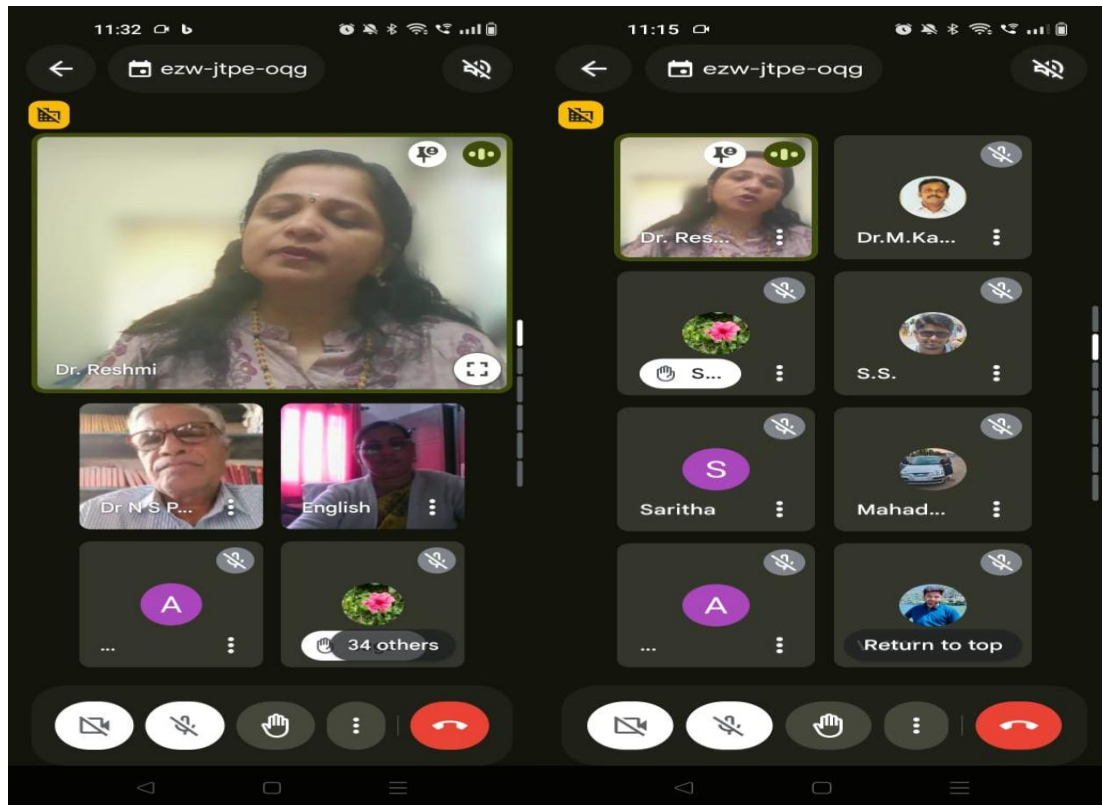 11:32
ezw-jtpe-oqg
Dr. Reshmi
Dr N S P...
English
A
...
34 others
11:15
ezw-jtpe-oqg
Dr. Res...
Dr.M.Ka...
S...
S.S.
S
Saritha
Mahad...
A
...
Return to top